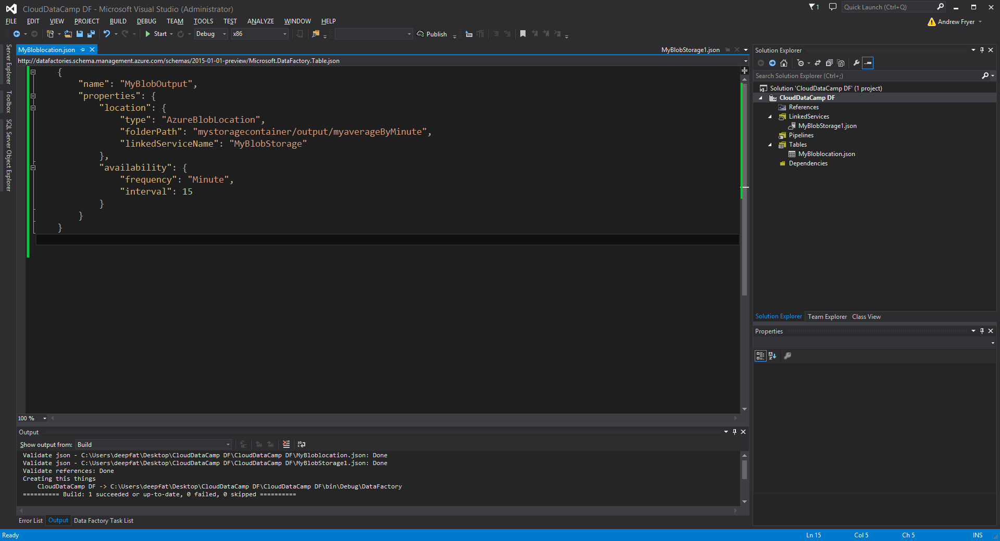 CloudDataCamp DF - Microsoft Visual Studio (Administrator)
1
Quick Launch (Ctrl+Q)
FILE EDIT VIEW PROJECT BUILD DEBUG TEAM TOOLS TEST ANALYZE WINDOW HELP
Andrew Fryer
Start Debug x86 Publish
Server Explorer
Toolbox
SQL Server Object Explorer
MyBloblocation.json
MyBlobStorage1.json
http://datafactories.schema.management.azure.com/schemas/2015-01-01-preview/Microsoft.DataFactory.Table.json
{
"name": "MyBlobOutput",
"properties": {
"location": {
"type": "AzureBlobLocation",
"folderPath": "mystoragecontainer/output/myaverageByMinute",
"linkedServiceName": "MyBlobStorage"
},
"availability": {
"frequency": "Minute",
"interval": 15
}
}
}
100 %
Output
Show output from: Build
Validate json - C:\Users\deepfat\Desktop\CloudDataCamp DF\CloudDataCamp DF\MyBloblocation.json: Done
Validate json - C:\Users\deepfat\Desktop\CloudDataCamp DF\CloudDataCamp DF\MyBlobStorage1.json: Done
Validate references: Done
Creating this things
CloudDataCamp DF -> C:\Users\deepfat\Desktop\CloudDataCamp DF\CloudDataCamp DF\bin\Debug\DataFactory
========== Build: 1 succeeded or up-to-date, 0 failed, 0 skipped ==========
Error List Output Data Factory Task List
Solution Explorer
Search Solution Explorer (Ctrl+;)
Solution 'CloudDataCamp DF' (1 project)
CloudDataCamp DF
References
LinkedServices
MyBlobStorage1.json
Pipelines
Tables
MyBloblocation.json
Dependencies
Solution Explorer Team Explorer Class View
Properties
Ready Ln 15 Col 5 Ch 5 INS